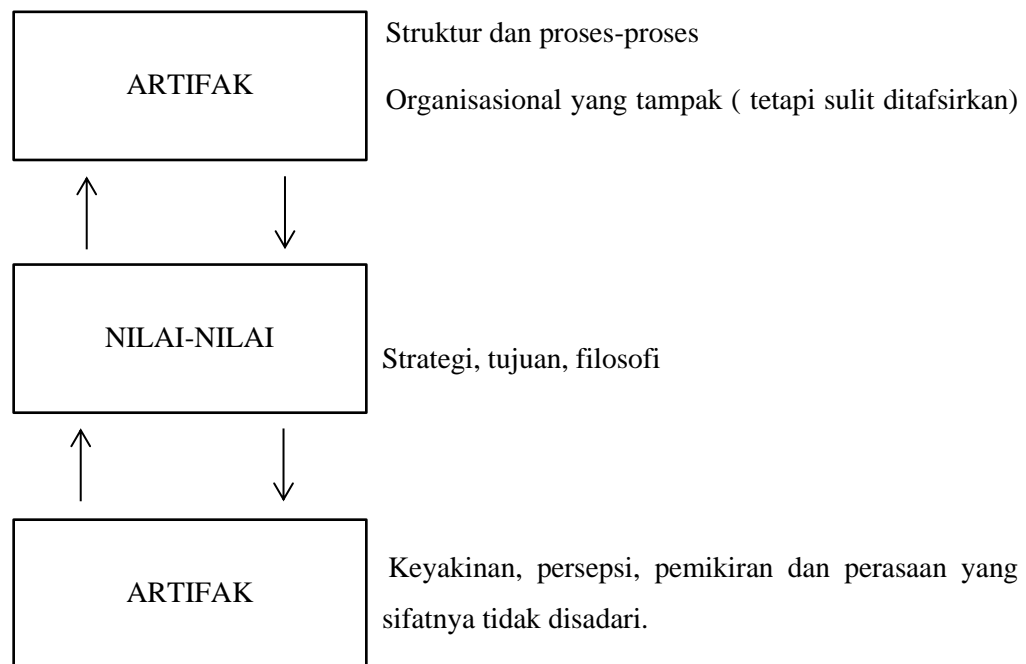 ARTIFAK
Struktur dan proses-proses
Organisasional yang tampak ( tetapi sulit ditafsirkan)
NILAI-NILAI
Strategi, tujuan, filosofi
ARTIFAK
Keyakinan, persepsi, pemikiran dan perasaan yang
sifatnya tidak disadari.